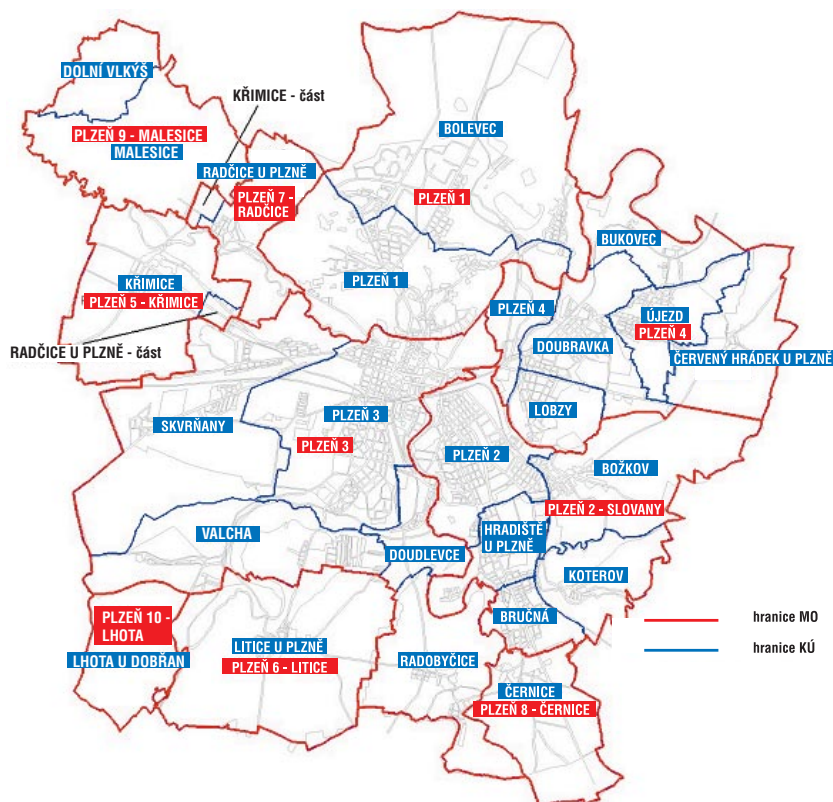 DOLNÍ VLKÝŠ
KŘIMICE - část
PLZEŇ 9 - MALESICE
MALESICE
BOLEVEC
RADČICE U PLZNĚ
PLZEŇ 7 -
RADČICE
PLZEŇ 1
BUKOVEC
KŘIMICE
PLZEŇ 5 - KŘIMICE
PLZEŇ 1
PLZEŇ 4
ÚJEZD
PLZEŇ 4
DOUBRAVKA
RADČICE U PLZNĚ - část
ČERVENÝ HRÁDEK U PLZNĚ
SKVRŇANY
PLZEŇ 3
PLZEŇ 3
LOBZY
PLZEŇ 2
BOŽKOV
PLZEŇ 2 - SLOVANY
VALCHA
HRADIŠTĚ
U PLZNĚ
DOUDLEVCE
KOTEROV
PLZEŇ 10 -
LHOTA
LHOTA U DOBŘAN
BRUČNÁ
hranice MO
hranice KÚ
LITICE U PLZNĚ
PLZEŇ 6 - LITICE
RADOBYČICE
ČERNICE
PLZEŇ 8 - ČERNICE